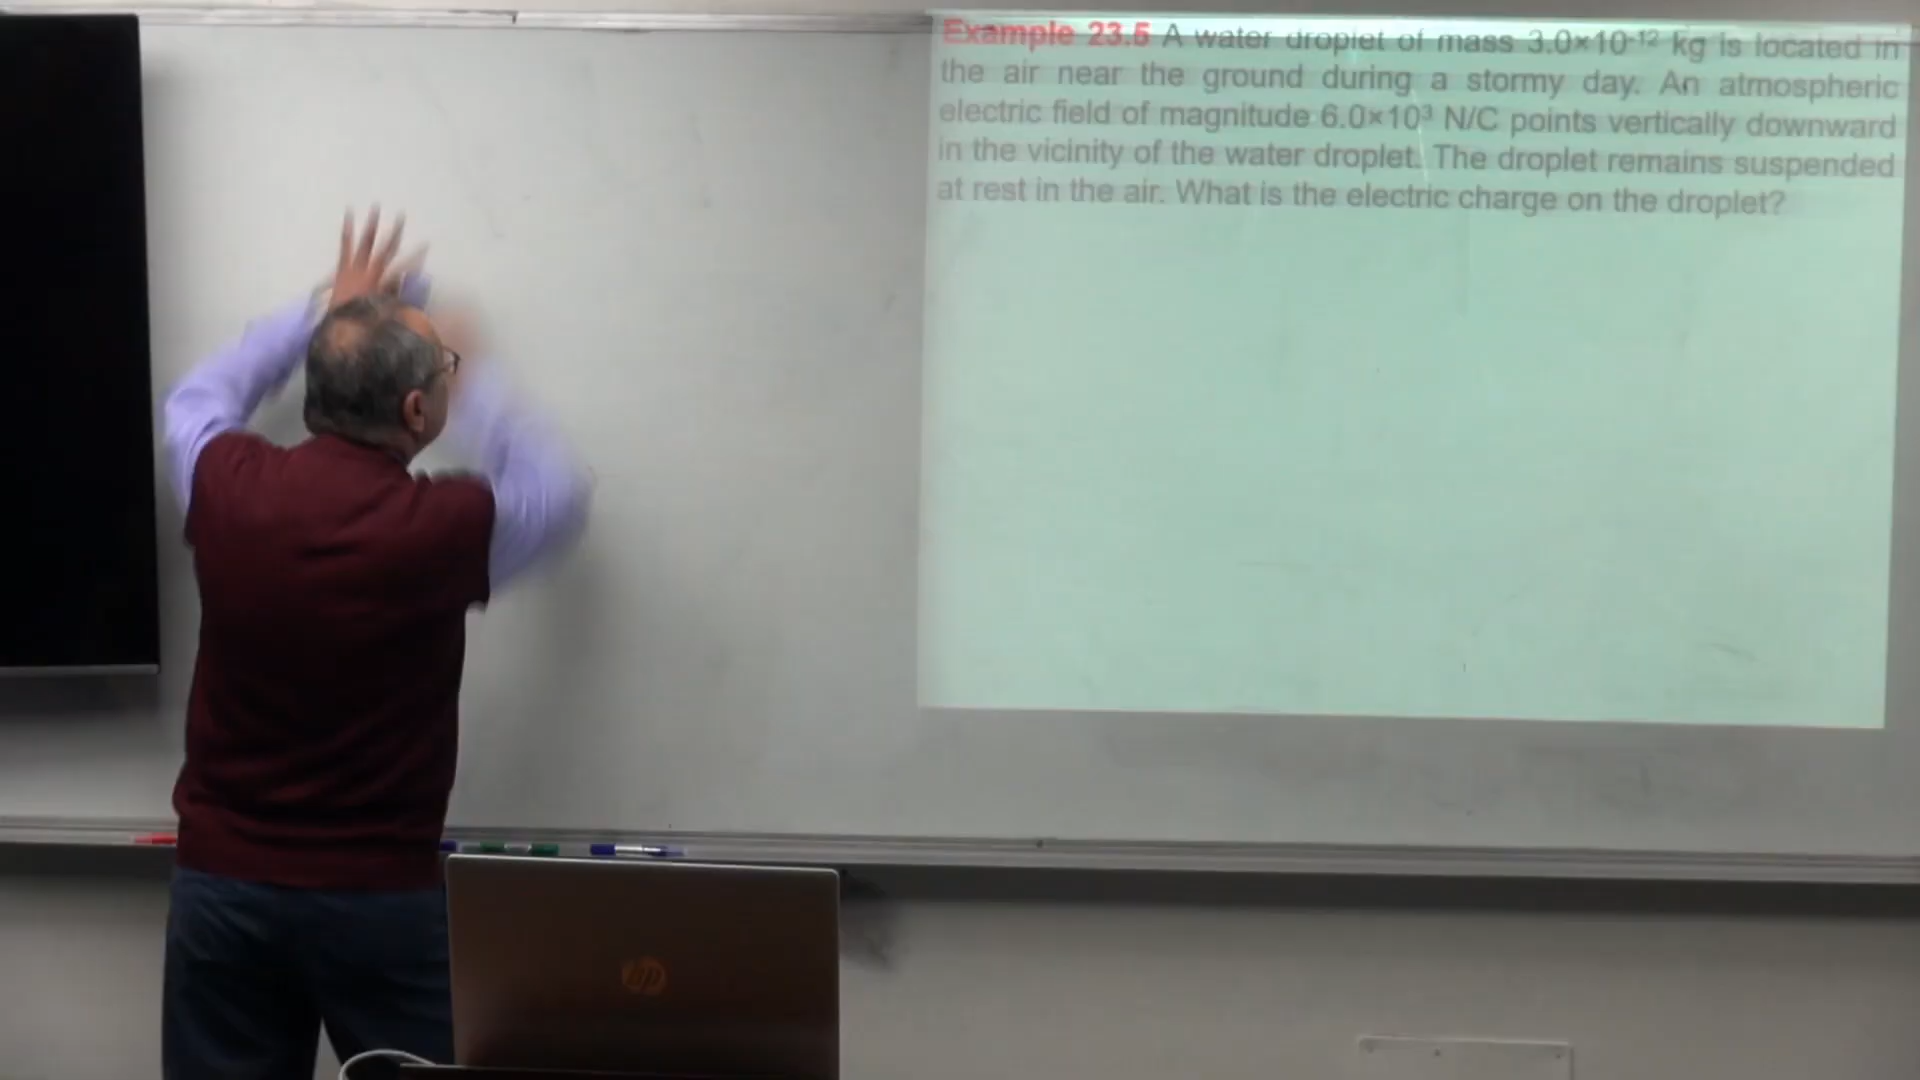 Example 23.5 A water droplet of mass 3.0×10⁻¹² kg is located in
the air near the ground during a stormy day. An atmospheric
electric field of magnitude 6.0×10³ N/C points vertically downward
in the vicinity of the water droplet. The droplet remains suspended
at rest in the air. What is the electric charge on the droplet?
hp